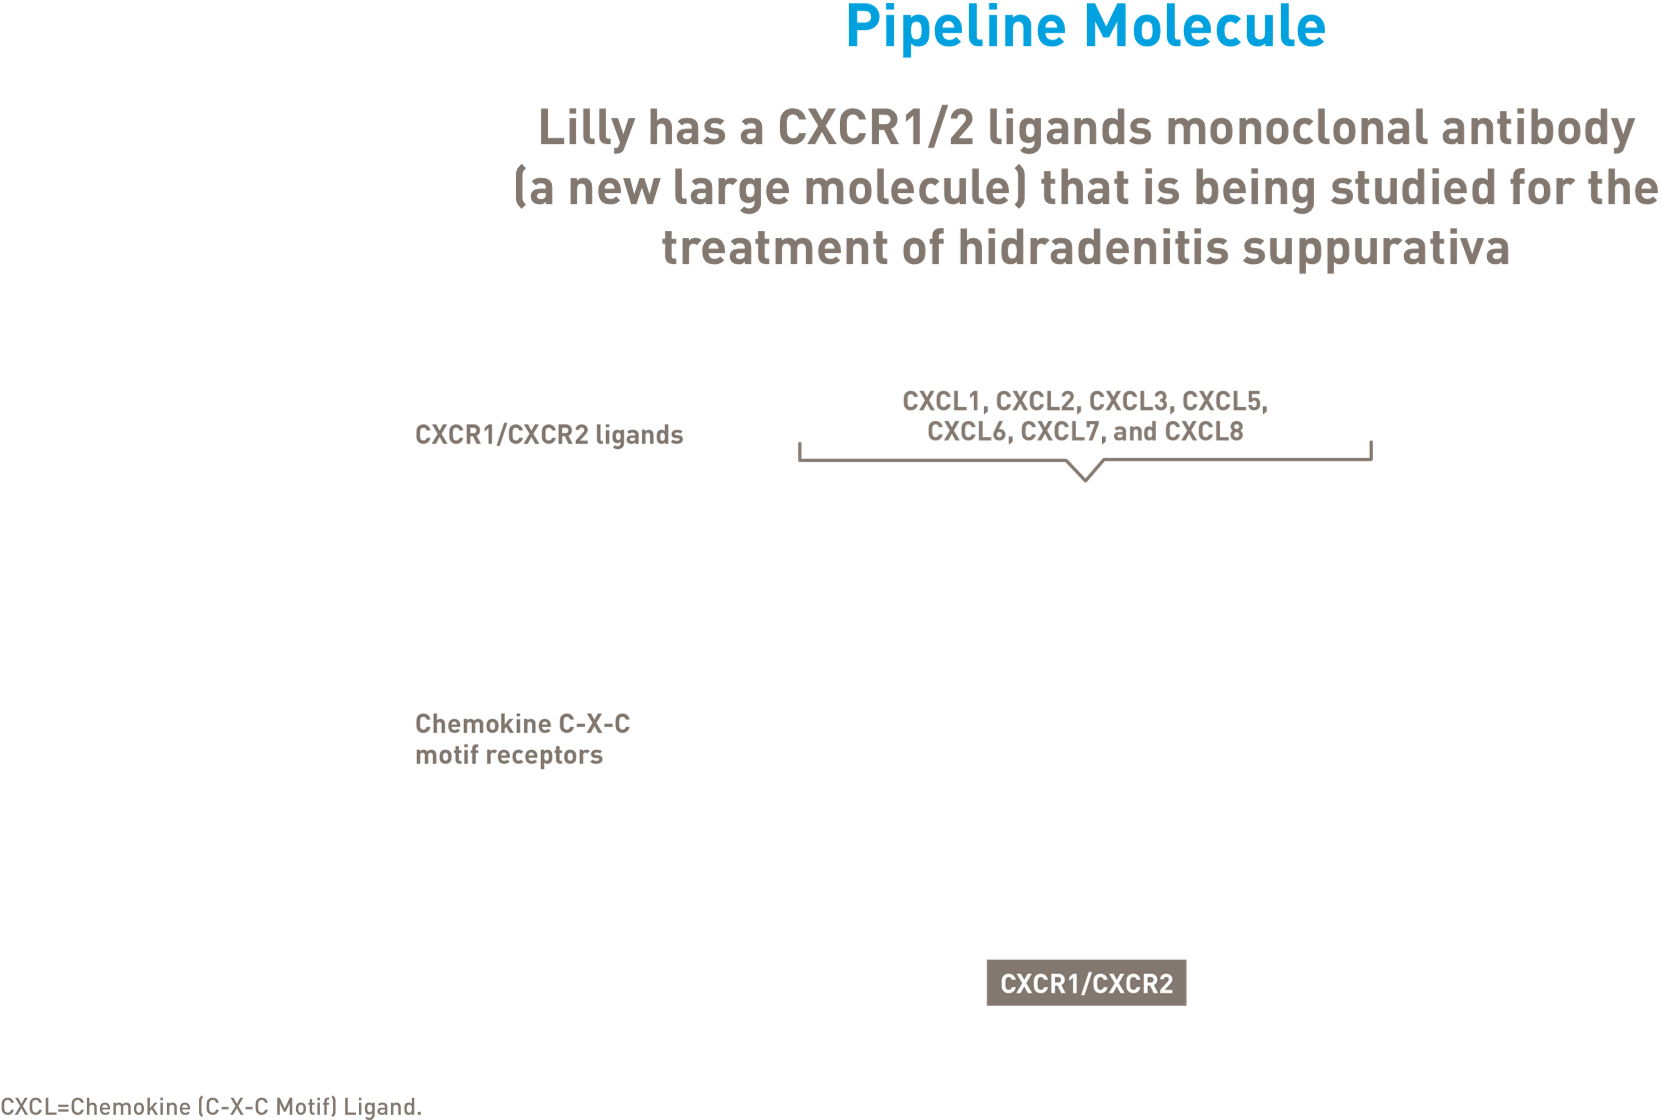 Pipeline Molecule
Lilly has a CXCR1/2 ligands monoclonal antibody
(a new large molecule) that is being studied for the
treatment of hidradenitis suppurativa
CXCR1/CXCR2 ligands
CXCL1, CXCL2, CXCL3, CXCL5,
CXCL6, CXCL7, and CXCL8
Chemokine C-X-C
motif receptors
CXCR1/CXCR2
CXCL=Chemokine (C-X-C Motif) Ligand.